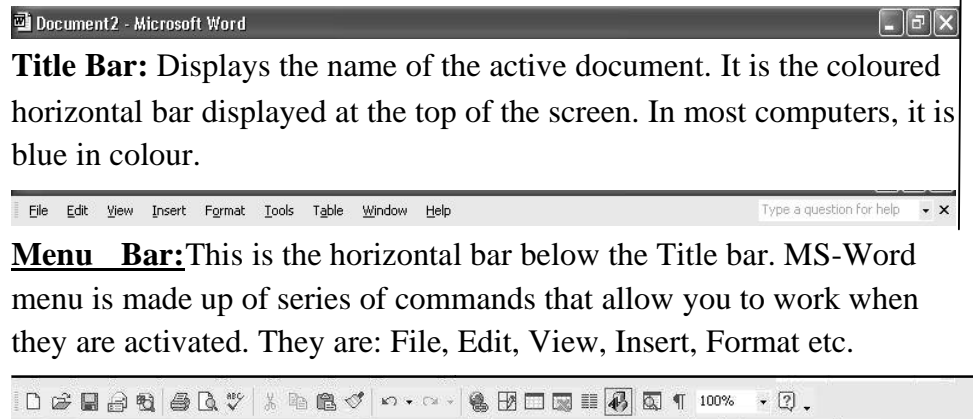 Document2 - Microsoft Word
Title Bar: Displays the name of the active document. It is the coloured
horizontal bar displayed at the top of the screen. In most computers, it is
blue in colour.
File Edit View Insert Format Tools Table Window Help Type a question for help
Menu Bar:This is the horizontal bar below the Title bar. MS-Word
menu is made up of series of commands that allow you to work when
they are activated. They are: File, Edit, View, Insert, Format etc.
100%